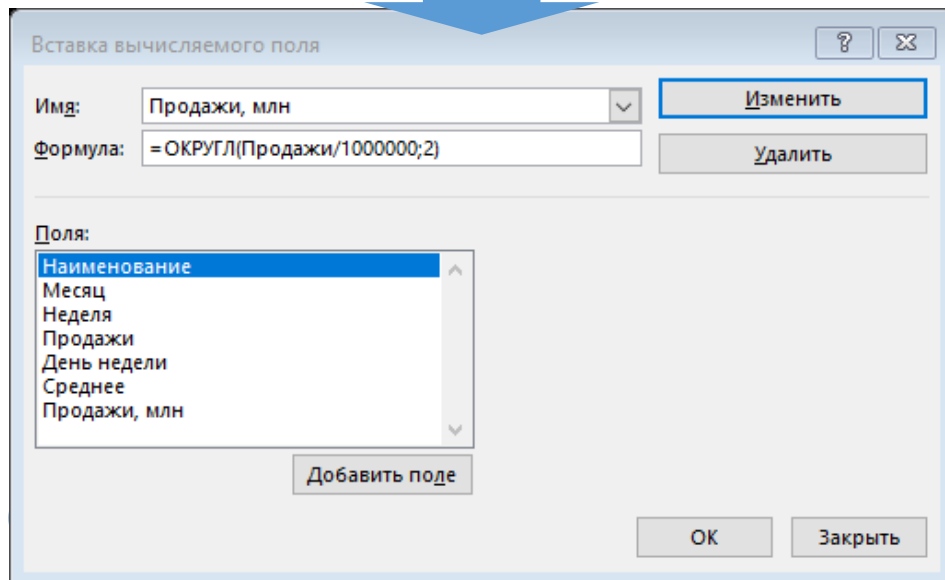 Вставка вычисляемого поля
Имя: Продажи, млн Изменить
Формула: =ОКРУГЛ(Продажи/1000000;2) Удалить
Поля:
Наименование
Месяц
Неделя
Продажи
День недели
Среднее
Продажи, млн
Добавить поле
ОК Закрыть